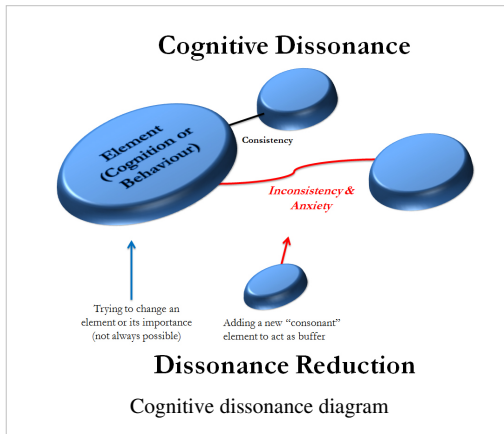 Cognitive Dissonance
Element
(Cognition or
Behaviour)
Consistency
Inconsistency &
Anxiety
Trying to change an
element or its importance
(not always possible)
Adding a new “consonant”
element to act as buffer
Dissonance Reduction
Cognitive dissonance diagram